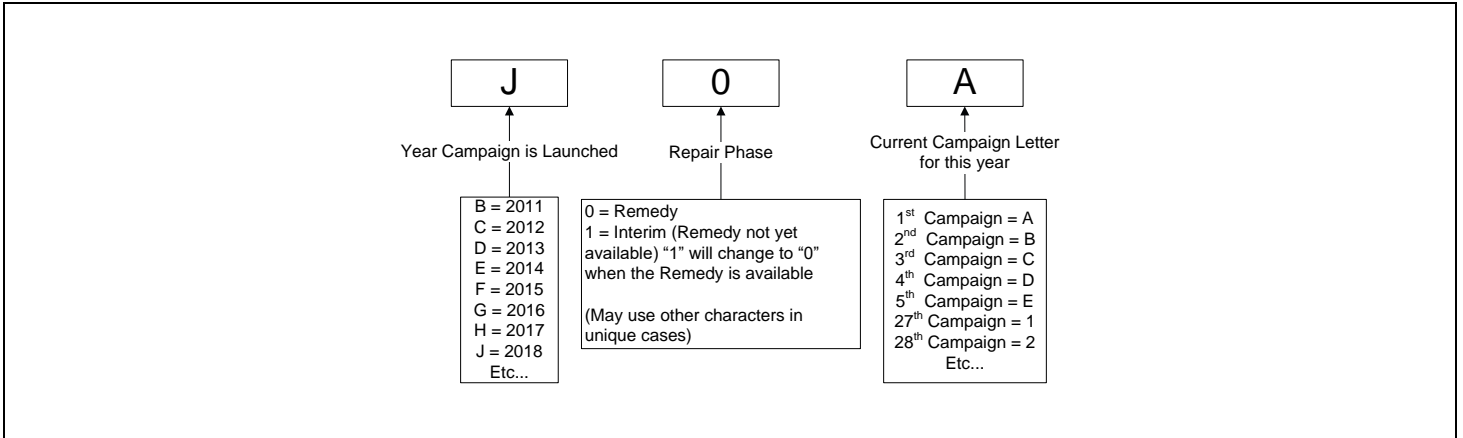 J
0
A
Year Campaign is Launched
Repair Phase
Current Campaign Letter
for this year
B = 2011
C = 2012
D = 2013
E = 2014
F = 2015
G = 2016
H = 2017
J = 2018
Etc...
0 = Remedy
1 = Interim (Remedy not yet
available) “1” will change to “0”
when the Remedy is available
(May use other characters in
unique cases)
1st Campaign = A
2nd Campaign = B
3rd Campaign = C
4th Campaign = D
5th Campaign = E
27th Campaign = 1
28th Campaign = 2
Etc...